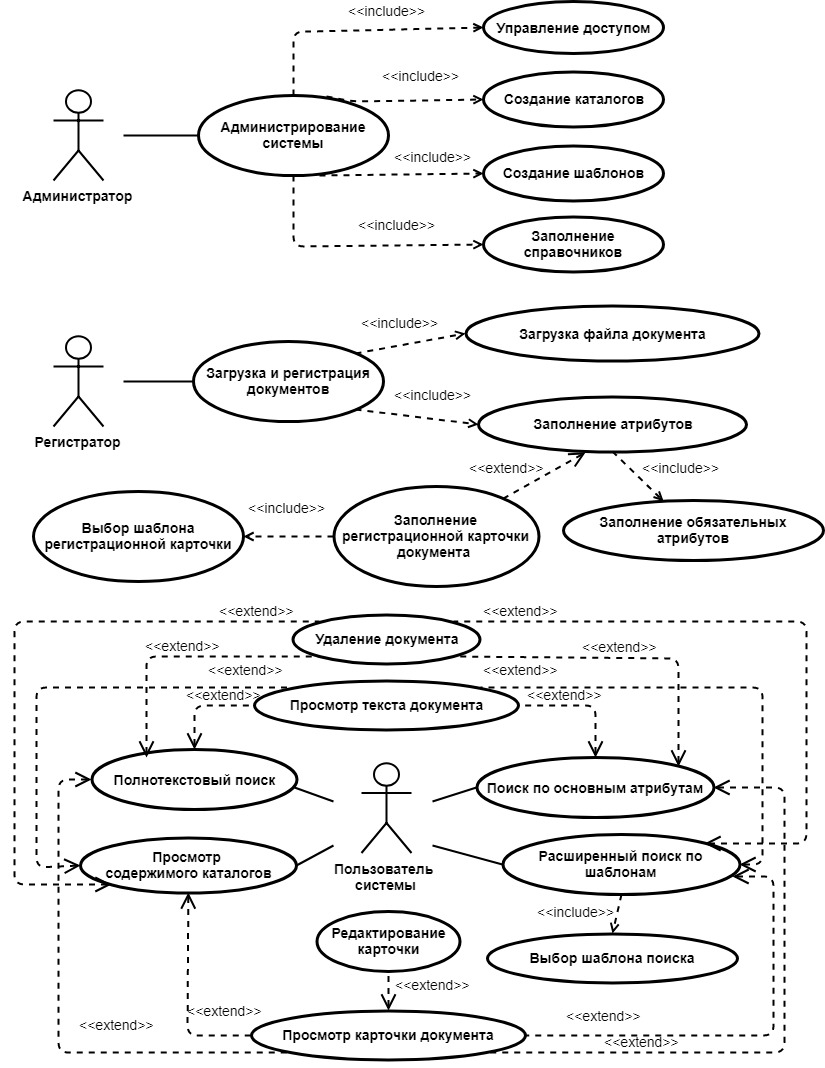 <<include>>
Управление доступом
<<include>>
Создание каталогов
Администрирование
системы
<<include>>
Создание шаблонов
Администратор
<<include>>
Заполнение
справочников
<<include>>
Загрузка файла документа
Загрузка и регистрация
документов
<<include>>
Регистратор
Заполнение атрибутов
<<extend>>
<<include>>
<<include>>
Выбор шаблона
регистрационной карточки
Заполнение
регистрационной карточки
документа
Заполнение обязательных
атрибутов
<<extend>>
<<extend>>
Удаление документа
<<extend>>
<<extend>>
<<extend>>
<<extend>>
<<extend>>
Просмотр текста документа
<<extend>>
Полнотекстовый поиск
Поиск по основным атрибутам
Просмотр
содержимого каталогов
Пользователь
системы
Расширенный поиск по
шаблонам
<<include>>
Редактирование
карточки
Выбор шаблона поиска
<<extend>>
<<extend>>
<<extend>>
<<extend>>
Просмотр карточки документа
<<extend>>